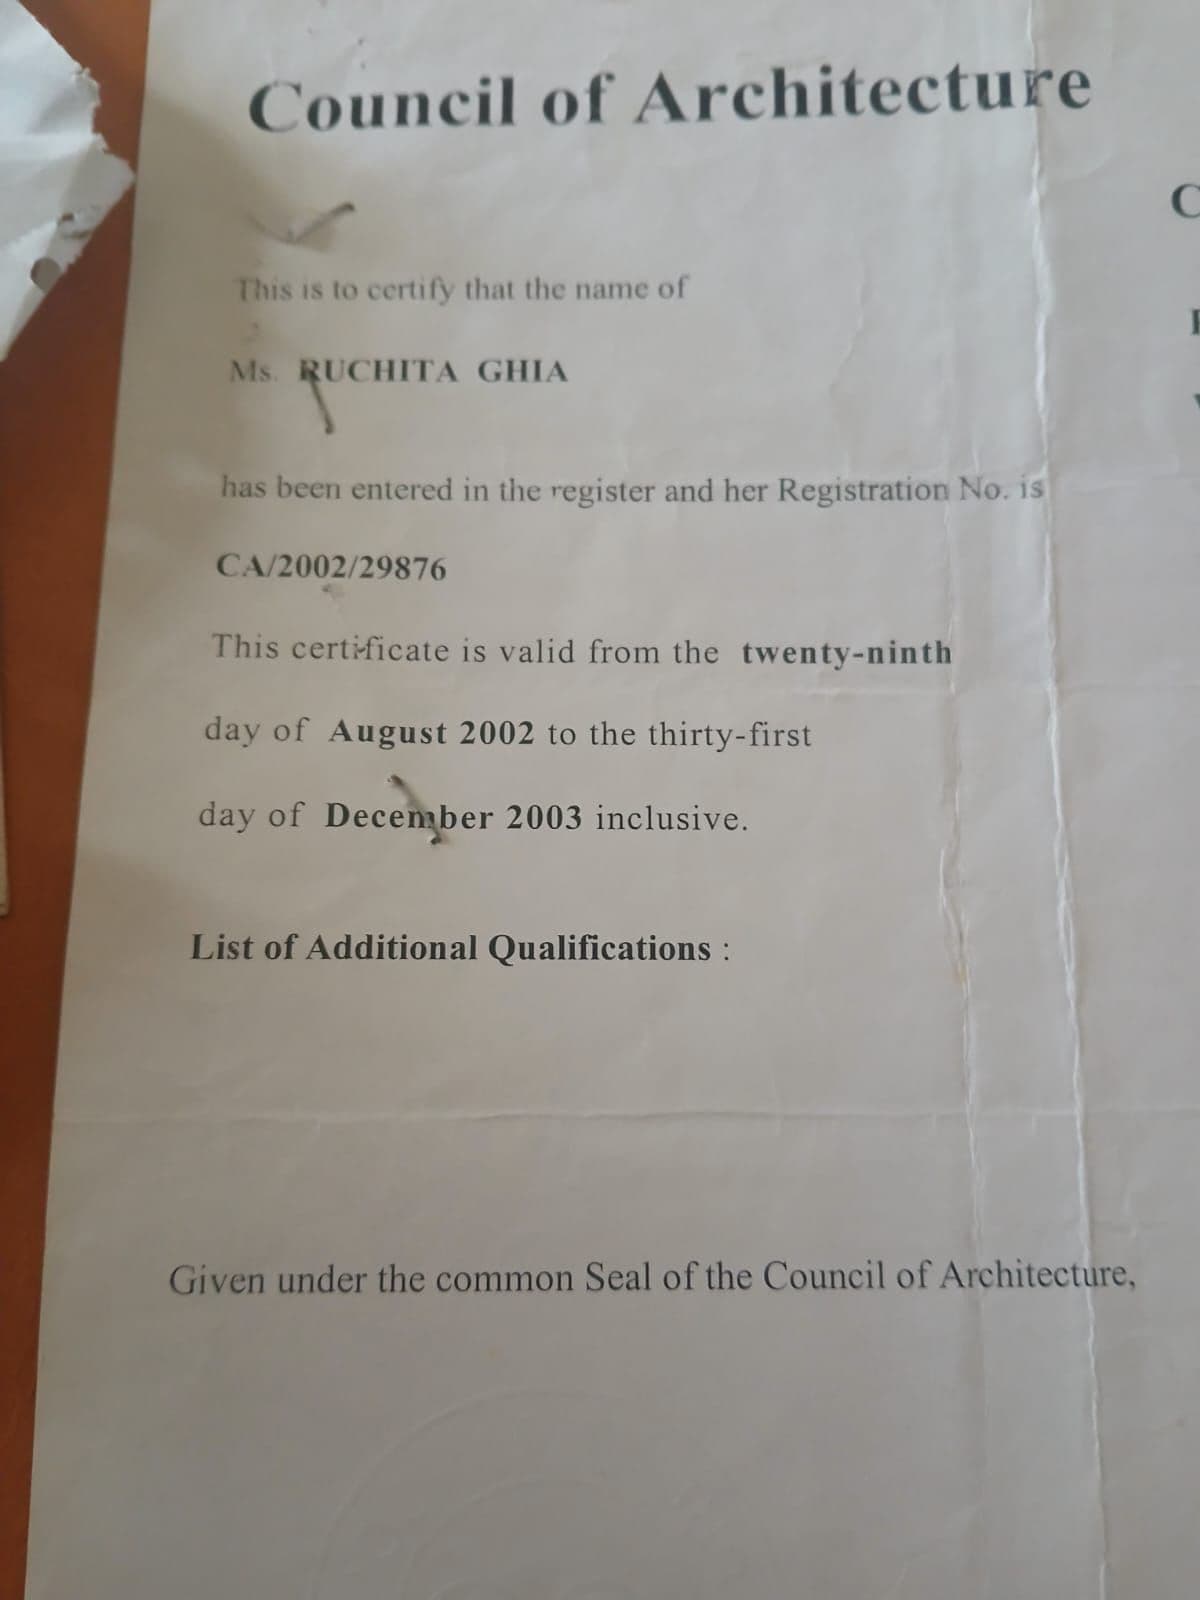 Council of Architecture
This is to certify that the name of
Ms. RUCHITA GHIA
has been entered in the register and her Registration No. is
CA/2002/29876
This certificate is valid from the twenty-ninth
day of August 2002 to the thirty-first
day of December 2003 inclusive.
List of Additional Qualifications :
Given under the common Seal of the Council of Architecture,